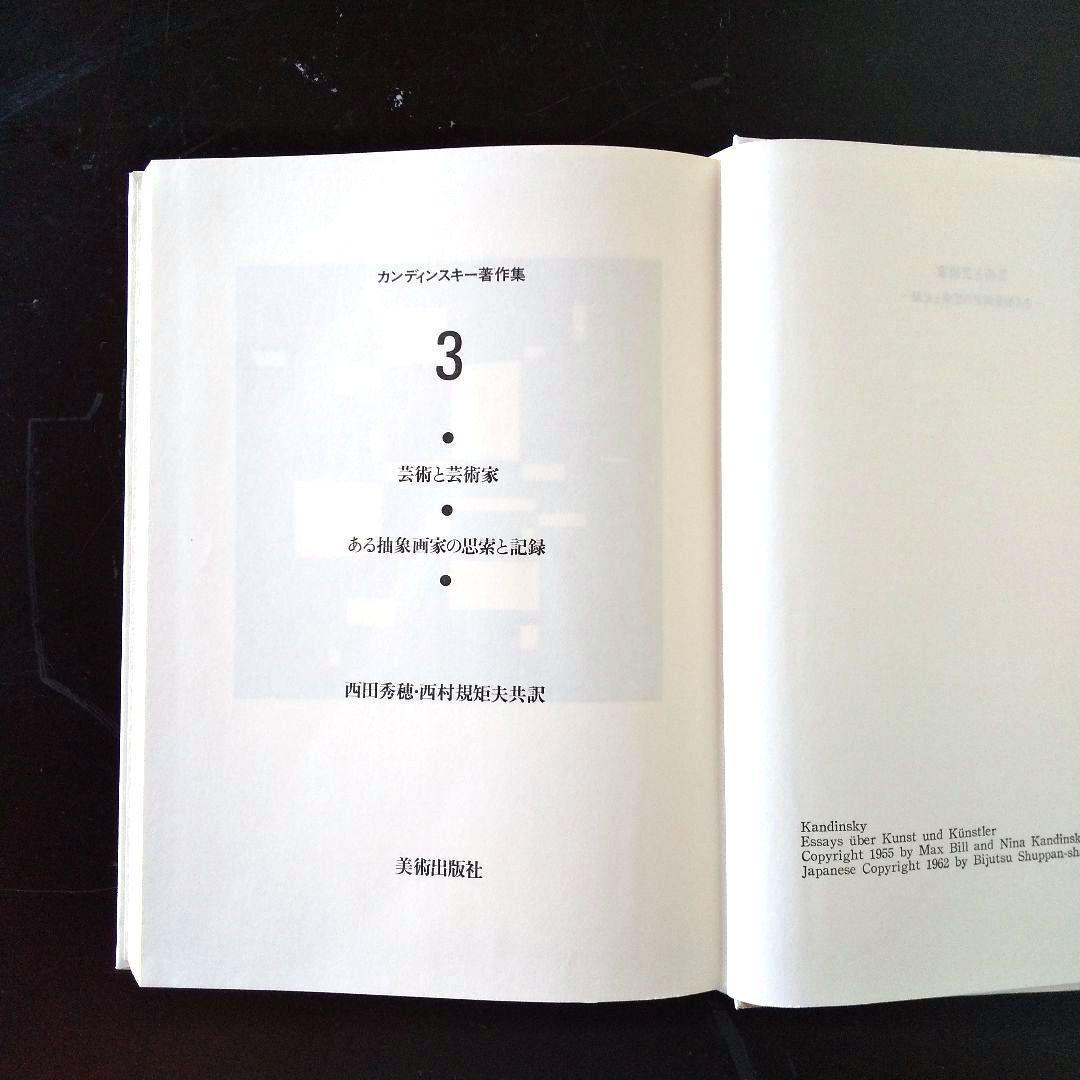 カンディンスキー著作集
3
● 
芸術と芸術家
●
ある抽象画家の思索と記録
●
西田秀穂・西村規矩夫共訳
美術出版社
Kandinsky
Essays über Kunst und Künstler
Copyright 1955 by Max Bill and Nina Kandinsk
Japanese Copyright 1962 by Bijutsu Shuppan-sh